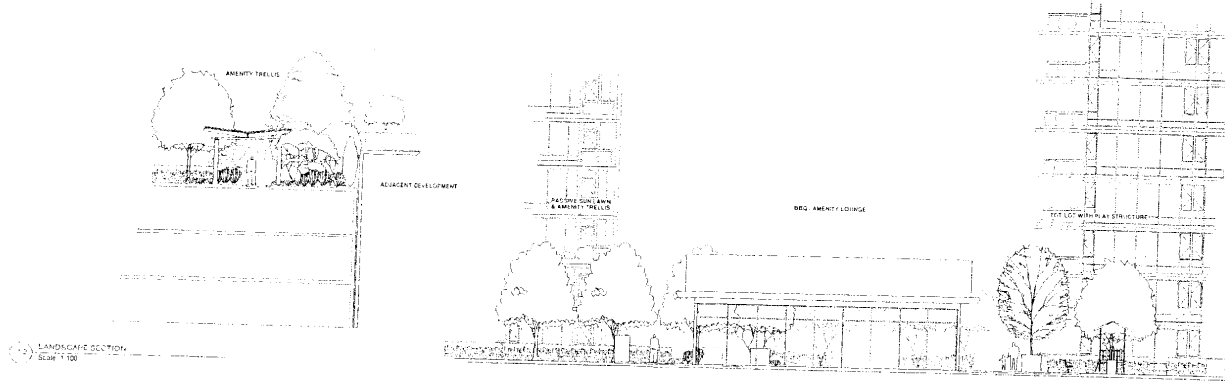 AMENITY TRELLIS
ADJACENT DEVELOPMENT
PASSIVE SUN LAWN
& AMENITY TRELLIS
BBQ - AMENITY LOUNGE
TOT LOT WITH PLAY STRUCTURE
LANDSCAPE SECTION
Scale 1:100